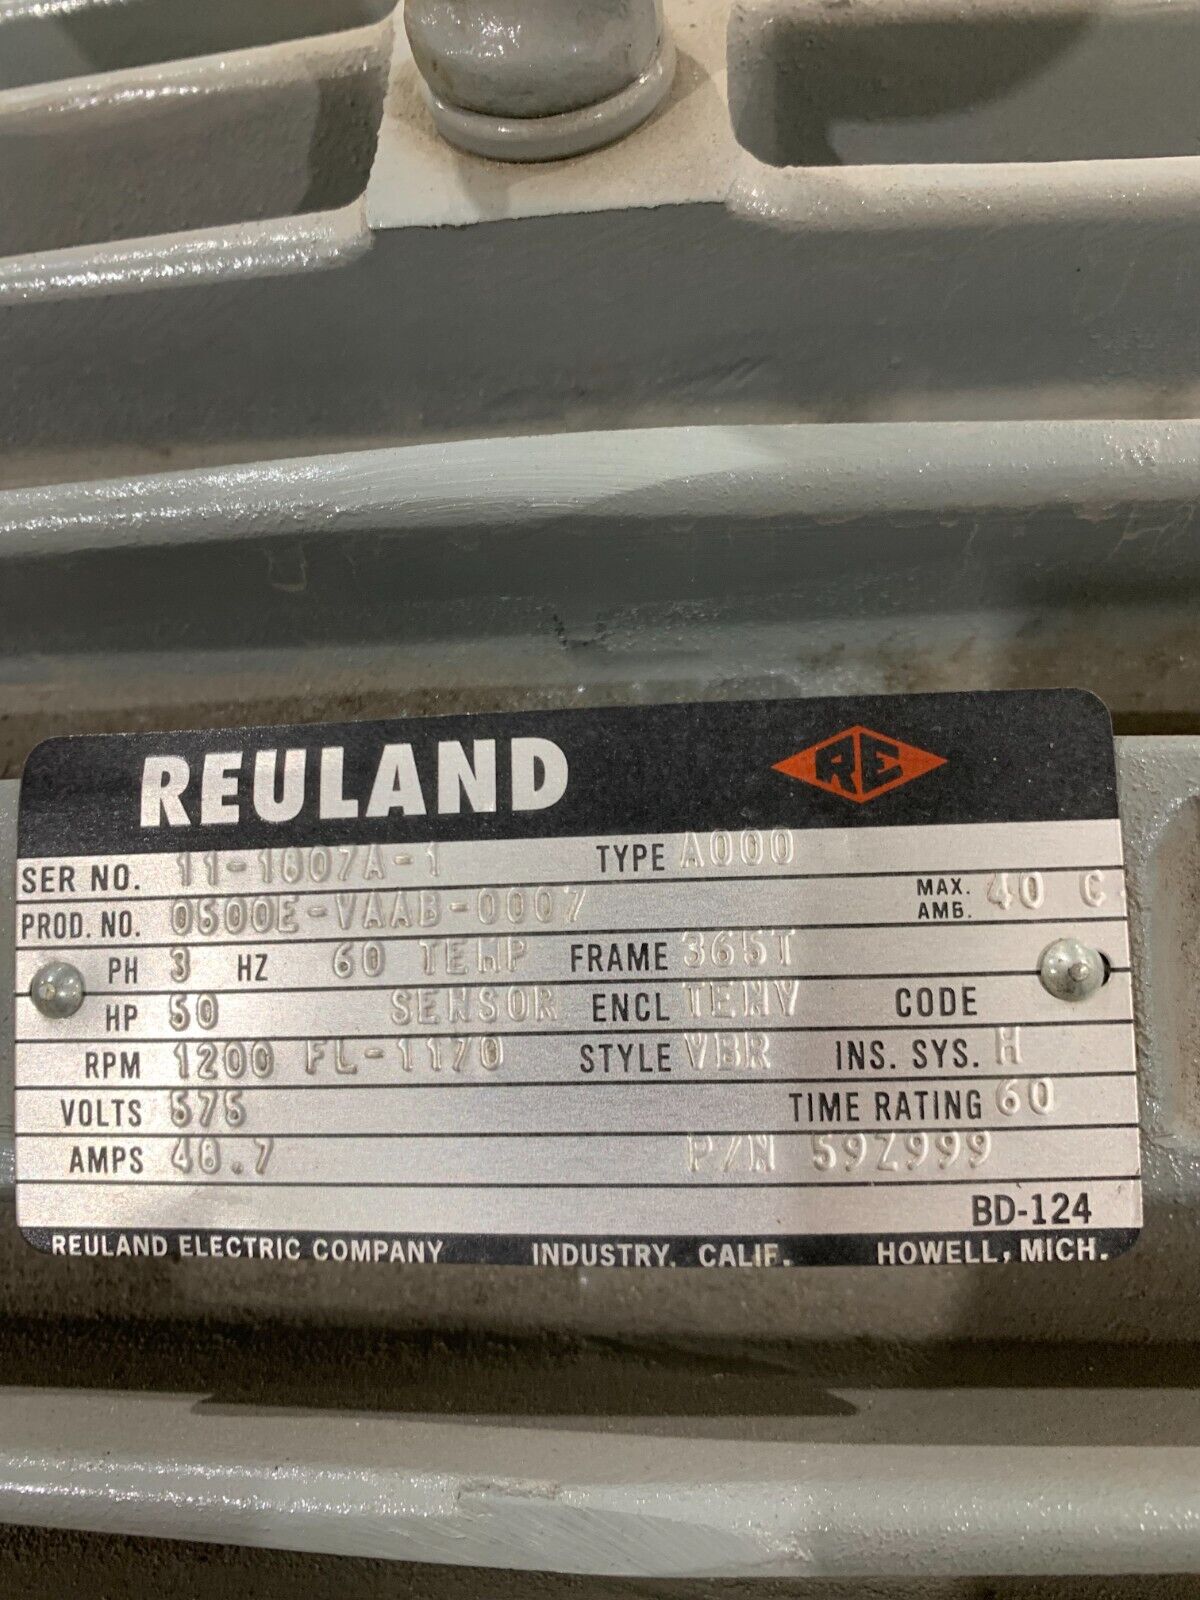 REULAND RE
SER NO. 11-1807A-1 TYPE A000
PROD. NO. 0500E-VAAB-0007 MAX. AMB. 40 C
PH 3 HZ 60 TEMP FRAME 365T
HP 50 SENSOR ENCL TENV CODE
RPM 1200 FL-1170 STYLE VBR INS. SYS. H
VOLTS 575 TIME RATING 60
AMPS 48.7 P/N 59Z999
BD-124
REULAND ELECTRIC COMPANY INDUSTRY, CALIF. HOWELL, MICH.